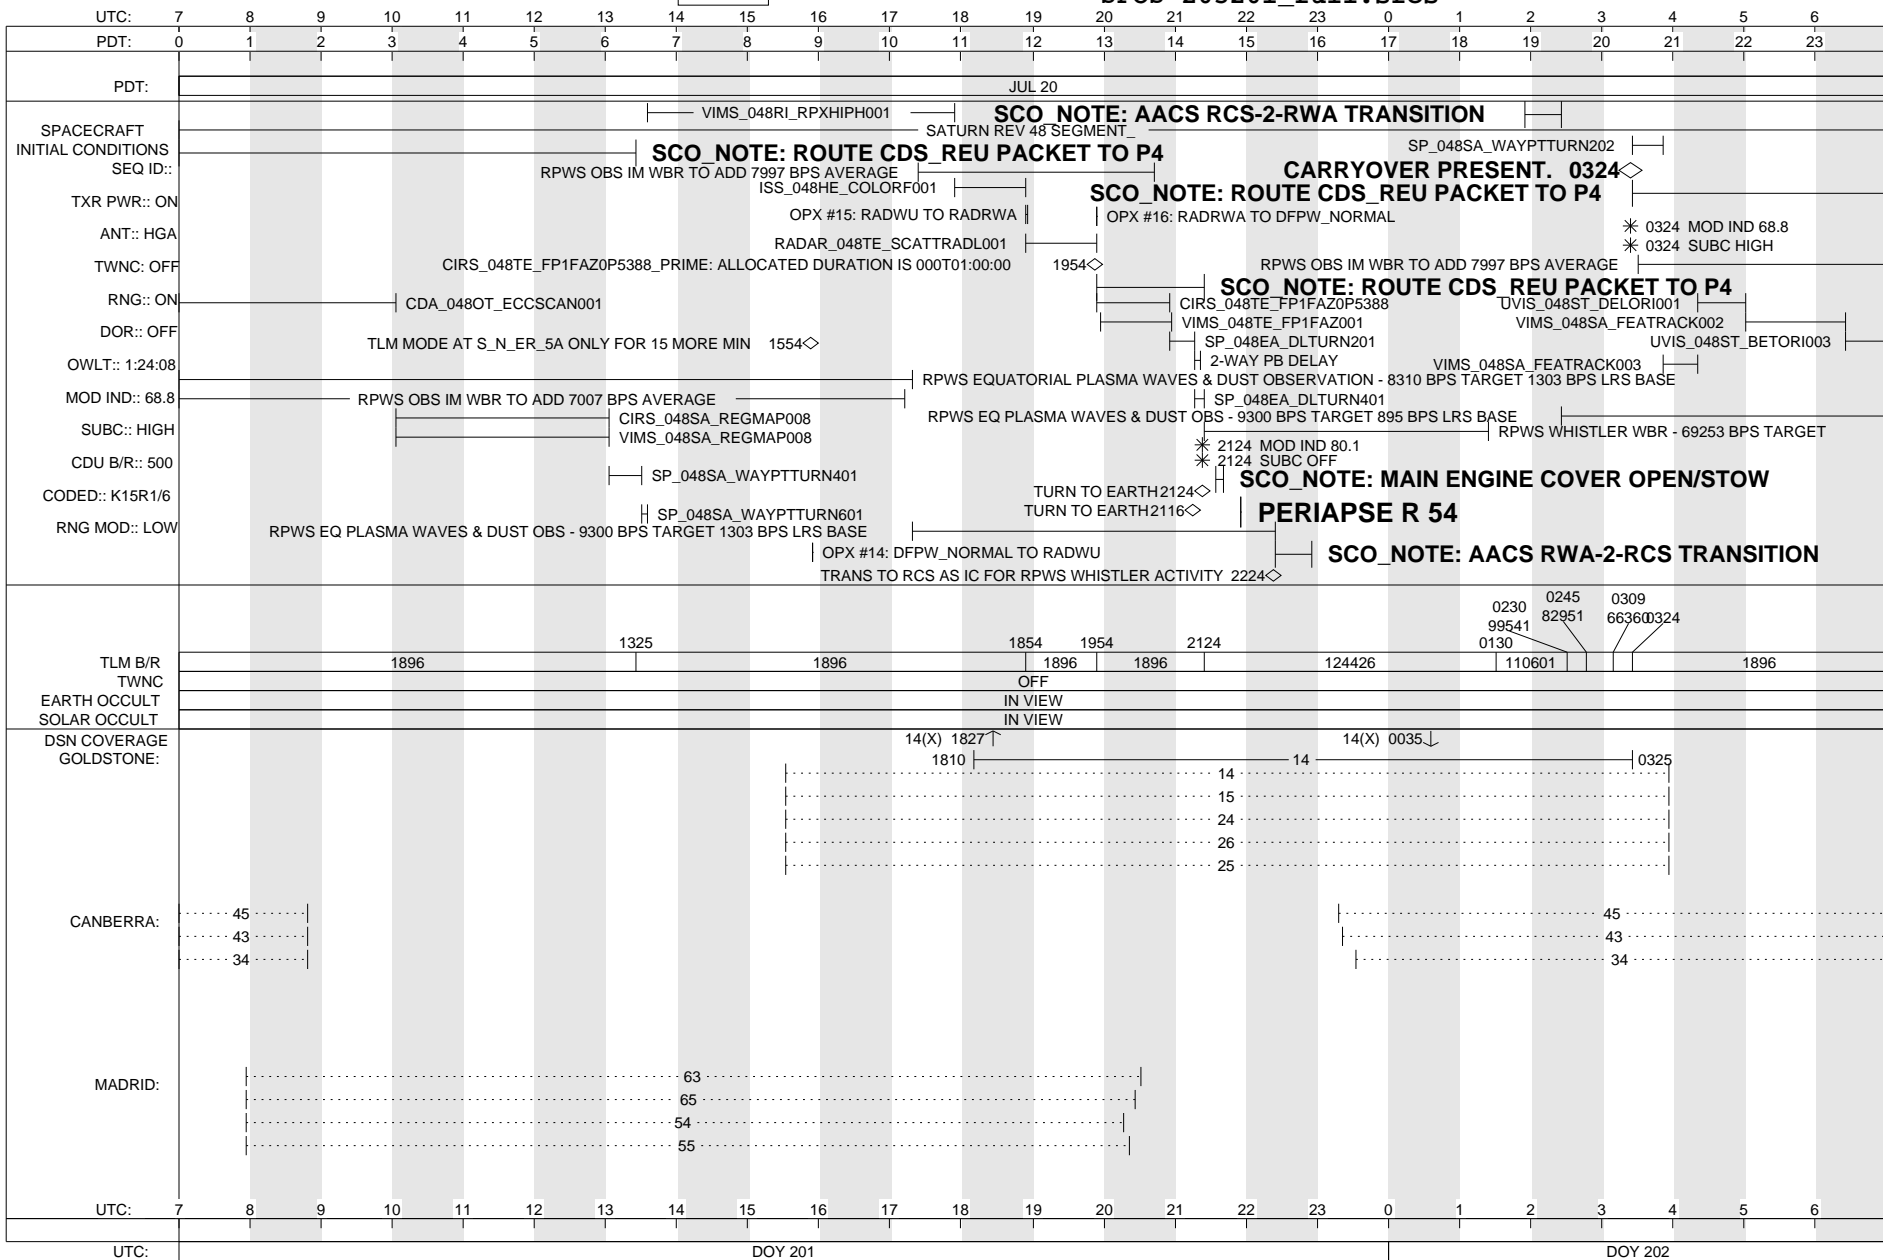 UTC: 7 8 9 10 11 12 13 14 15 16 17 18 19 20 21 22 23 0 1 2 3 4 5 6
PDT: 0 1 2 3 4 5 6 7 8 9 10 11 12 13 14 15 16 17 18 19 20 21 22 23
PDT: JUL 20
VIMS_048RI_RPXHIPH001 SCO_NOTE: AACS RCS-2-RWA TRANSITION
SPACECRAFT SATURN REV 48 SEGMENT_
INITIAL CONDITIONS SCO_NOTE: ROUTE CDS_REU PACKET TO P4 SP_048SA_WAYPTTURN202
SEQ ID:: RPWS OBS IM WBR TO ADD 7997 BPS AVERAGE CARRYOVER PRESENT. 0324
ISS_048HE_COLORF001 SCO_NOTE: ROUTE CDS_REU PACKET TO P4
TXR PWR:: ON
OPX #15: RADWU TO RADRWA OPX #16: RADRWA TO DFPW_NORMAL
0324 MOD IND 68.8
ANT:: HGA
RADAR_048TE_SCATTRADL001 0324 SUBC HIGH
TWNC: OFF CIRS_048TE_FP1FAZ0P5388_PRIME: ALLOCATED DURATION IS 000T01:00:00 1954 RPWS OBS IM WBR TO ADD 7997 BPS AVERAGE
SCO_NOTE: ROUTE CDS_REU PACKET TO P4
RNG:: ON CDA_048OT_ECCSCAN001 CIRS_048TE_FP1FAZ0P5388 UVIS_048ST_DELORI001
VIMS_048TE_FP1FAZ001 VIMS_048SA_FEATRACK002
DOR:: OFF
TLM MODE AT S_N_ER_5A ONLY FOR 15 MORE MIN 1554 SP_048EA_DLTURN201 UVIS_048ST_BETORI003
OWLT:: 1:24:08 2-WAY PB DELAY VIMS_048SA_FEATRACK003
RPWS EQUATORIAL PLASMA WAVES & DUST OBSERVATION - 8310 BPS TARGET 1303 BPS LRS BASE
MOD IND:: 68.8 RPWS OBS IM WBR TO ADD 7007 BPS AVERAGE SP_048EA_DLTURN401
CIRS_048SA_REGMAP008 RPWS EQ PLASMA WAVES & DUST OBS - 9300 BPS TARGET 895 BPS LRS BASE
SUBC:: HIGH VIMS_048SA_REGMAP008 RPWS WHISTLER WBR - 69253 BPS TARGET
2124 MOD IND 80.1
CDU B/R:: 500 2124 SUBC OFF
SP_048SA_WAYPTTURN401 SCO_NOTE: MAIN ENGINE COVER OPEN/STOW
CODED:: K15R1/6 TURN TO EARTH2124
SP_048SA_WAYPTTURN601 TURN TO EARTH2116 PERIAPSE R 54
RNG MOD:: LOW RPWS EQ PLASMA WAVES & DUST OBS - 9300 BPS TARGET 1303 BPS LRS BASE
OPX #14: DFPW_NORMAL TO RADWU SCO_NOTE: AACS RWA-2-RCS TRANSITION
TRANS TO RCS AS IC FOR RPWS WHISTLER ACTIVITY 2224
0230 0245 0309
99541 82951 66360 0324
1325 1854 1954 2124 0130
TLM B/R 1896 1896 1896 1896 124426 110601 1896
TWNC OFF
EARTH OCCULT IN VIEW
SOLAR OCCULT IN VIEW
DSN COVERAGE 14(X) 1827 14(X) 0035
GOLDSTONE: 1810 14 0325
14
15
24
26
25
CANBERRA: 45 45
43 43
34 34
MADRID: 63
65
54
55
UTC: 7 8 9 10 11 12 13 14 15 16 17 18 19 20 21 22 23 0 1 2 3 4 5 6
UTC: DOY 201 DOY 202